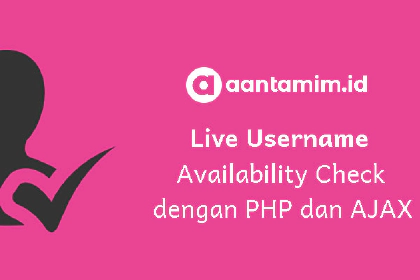 aantamim.id
Live Username
Availability Check
dengan PHP dan AJAX